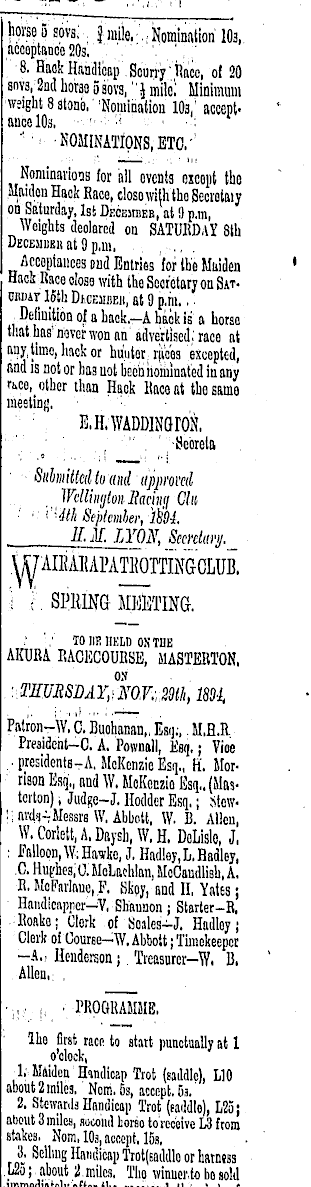 horse 5 sovs. ¾ mile. Nomination 10s,
acceptance 20s.
8. Hack Handicap Scurry Race, of 20
sovs, 2nd horse 5 sovs, ½ mile. Minimum
weight 8 stone. Nomination 10s, accept-
ance 10s.
NOMINATIONS, ETC.
Nominations for all events except the
Maiden Hack Race, close with the Secretary
on Saturday, 1st DECEMBER, at 9 p.m,
Weights declared on SATURDAY 8th
DECEMBER at 9 p.m,
Acceptances and Entries for the Maiden
Hack Race close with the Secretary on SAT-
URDAY 15th DECEMBER, at 9 p.m.
Definition of a hack.—A hack is a horse
that has never won an advertised race at
any time, hack or hunter races excepted,
and is not or has not been nominated in any
race, other than Hack Race at the same
meeting.
E. H. WADDINGTON,
Secreta
Submitted to and approved
Wellington Racing Clu
4th September, 1894.
H. M. LYON, Secretary.
WAIRARAPA TROTTING CLUB.
SPRING MEETING.
TO BE HELD ON THE
AKURA RACECOURSE, MASTERTON,
ON
THURSDAY, NOV. 29th, 1894,
Patron—W. C. Buchanan, Esq., M.H.R
President—C. A. Pownall, Esq. ; Vice
presidents—A. McKenzie Esq., H. Mor-
rison Esq., and W. McKenzie Esq., (Mas-
terton) ; Judge—J. Hodder Esq. ; Stew-
ards—Messrs W. Abbott, W. B. Allen,
W. Corlett, A. Daysh, W. H. DeLisle, J.
Falloon, W. Hawke, J. Hadley, L. Hadley,
C. Hughes, C. McLachlan, McCandlish, A.
R. McFarlane, F. Skoy, and H. Yates ;
Handicapper—V. Shannon ; Starter—R.
Roake ; Clerk of Scales—J. Hadley ;
Clerk of Course—W. Abbott ; Timekeeper
—A. Henderson ; Treasurer—W. B.
Allen.
PROGRAMME.
The first race to start punctually at 1
o'clock,
1. Maiden Handicap Trot (saddle), L10
about 2 miles. Nom. 5s, accept. 5s.
2. Stewards Handicap Trot (saddle), L25 ;
about 3 miles, second horse to receive L3 from
stakes. Nom. 10s, accept. 15s.
3. Selling Handicap Trot (saddle or harness
L25 ; about 2 miles. The winner to be sold